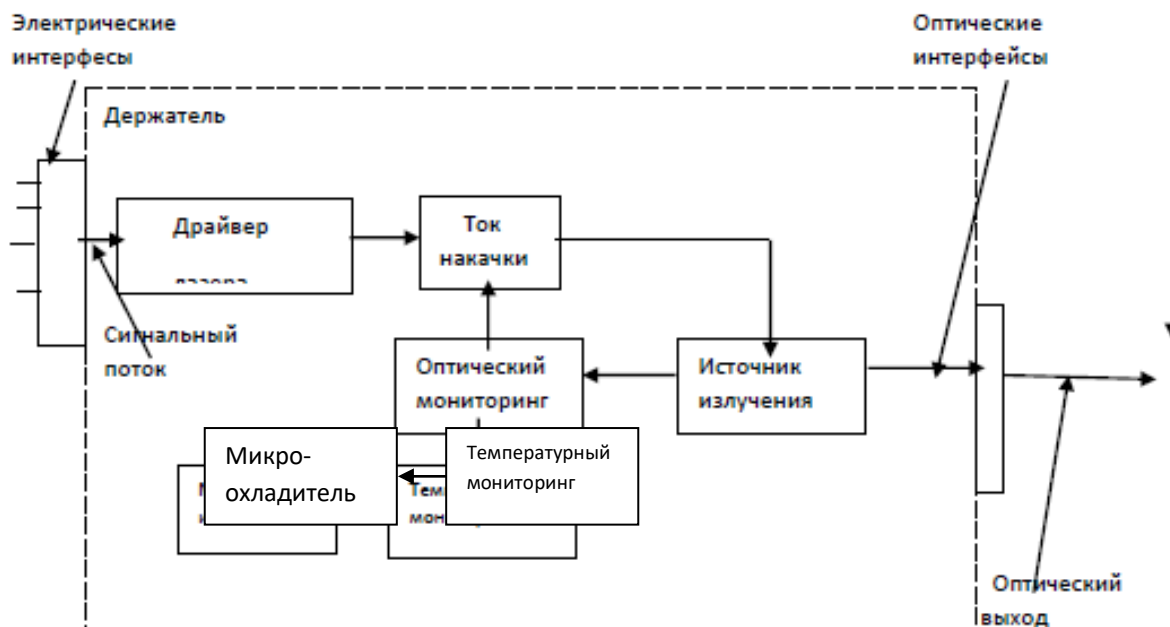 Электрические
интерфесы
Оптические
интерфейсы
Держатель
Драйвер
Ток
накачки
Сигнальный
поток
Оптический
мониторинг
Источник
излучения
Микро-
охладитель
Температурный
мониторинг
Оптический
выход